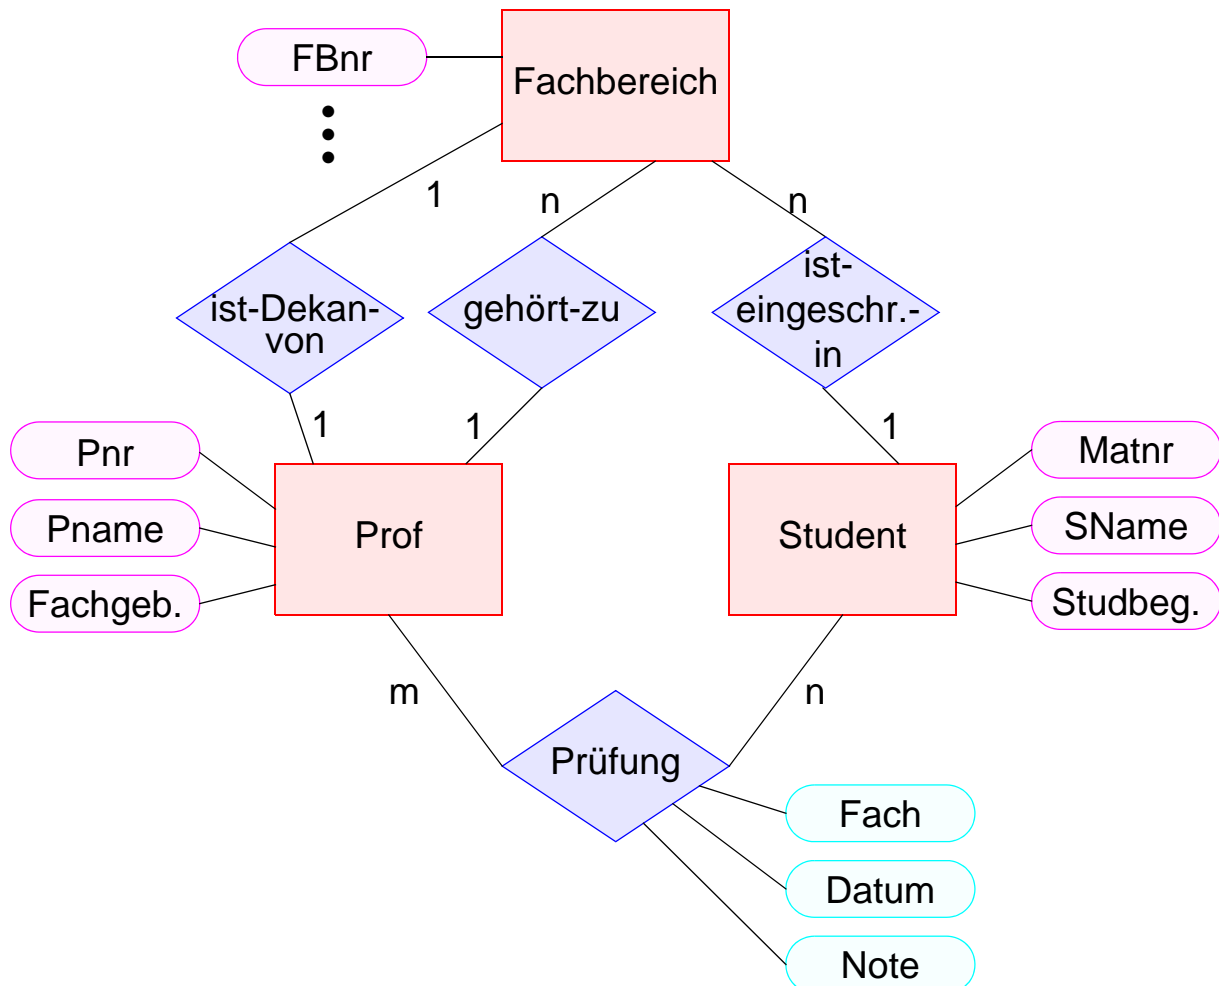 FBnr
Fachbereich
1
n
n
ist-Dekan-
von
gehört-zu
ist-
eingeschr.-
in
1
1
1
Pnr
Pname
Fachgeb.
Prof
Student
Matnr
SName
Studbeg.
m
n
Prüfung
Fach
Datum
Note